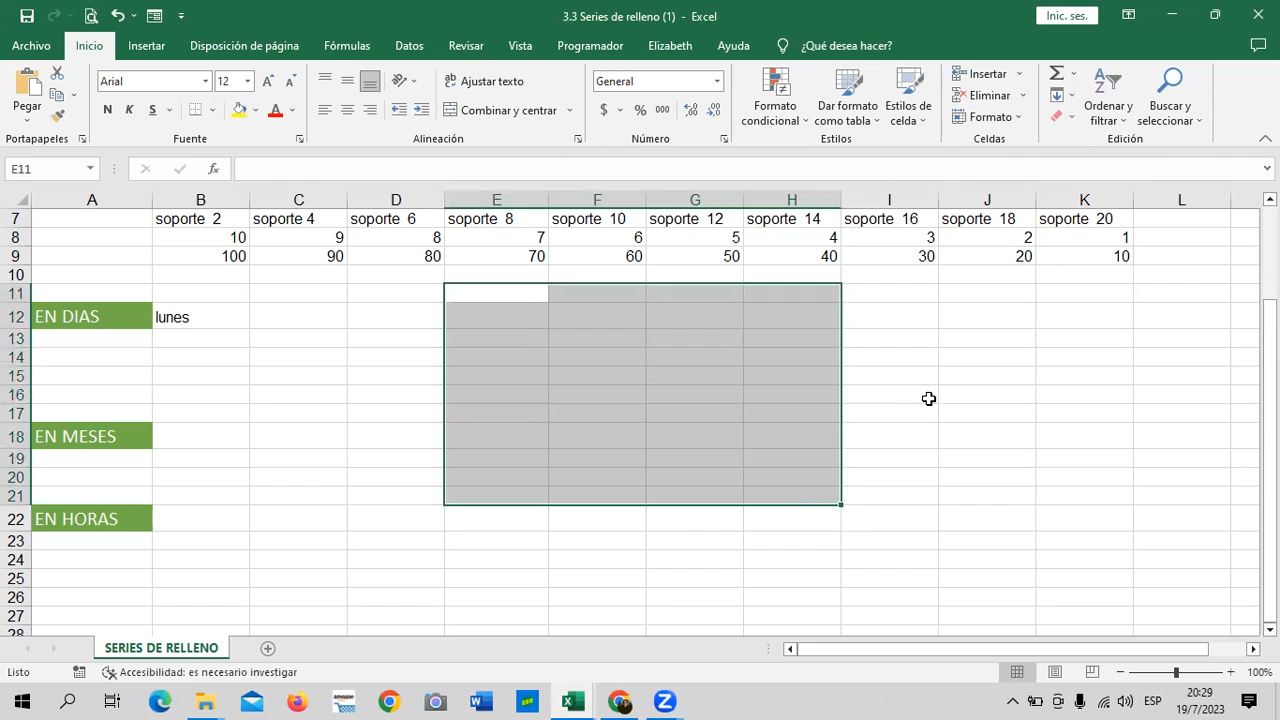 3.3 Series de relleno (1) - Excel
Inic. ses.
Archivo Inicio Insertar Disposición de página Fórmulas Datos Revisar Vista Programador Elizabeth Ayuda ¿Qué desea hacer?
Pegar
Arial 12
N K S
Ajustar texto
Combinar y centrar
General
$ % 000
Formato condicional
Dar formato como tabla
Estilos de celda
Insertar
Eliminar
Formato
Ordenar y filtrar
Buscar y seleccionar
Portapapeles Fuente Alineación Número Estilos Celdas Edición
E11 fx
A B C D E F G H I J K L
7 soporte 2 soporte 4 soporte 6 soporte 8 soporte 10 soporte 12 soporte 14 soporte 16 soporte 18 soporte 20
8 10 9 8 7 6 5 4 3 2 1
9 100 90 80 70 60 50 40 30 20 10
10
11
12 EN DIAS lunes
13
14
15
16
17
18 EN MESES
19
20
21
22 EN HORAS
23
24
25
26
27
28
SERIES DE RELLENO
Listo Accesibilidad: es necesario investigar 100%
ESP 20:29
19/7/2023